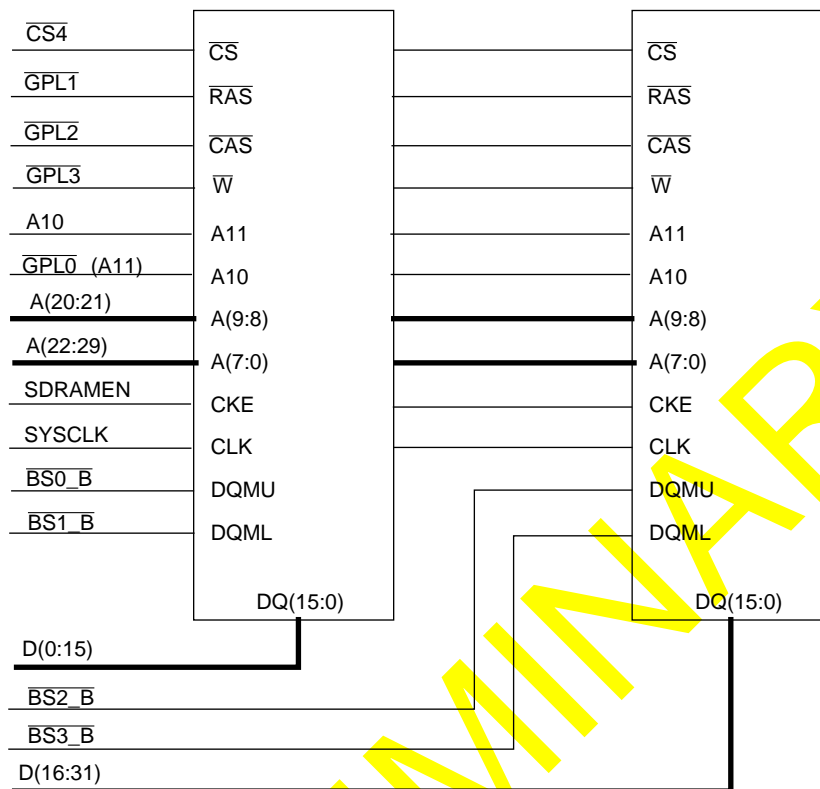 CS4
GPL1
GPL2
GPL3
A10
GPL0 (A11)
A(20:21)
A(22:29)
SDRAMEN
SYSCLK
BS0_B
BS1_B
CS
RAS
CAS
W
A11
A10
A(9:8)
A(7:0)
CKE
CLK
DQMU
DQML
DQ(15:0)
CS
RAS
CAS
W
A11
A10
A(9:8)
A(7:0)
CKE
CLK
DQMU
DQML
DQ(15:0)
D(0:15)
BS2_B
BS3_B
D(16:31)
MINAR